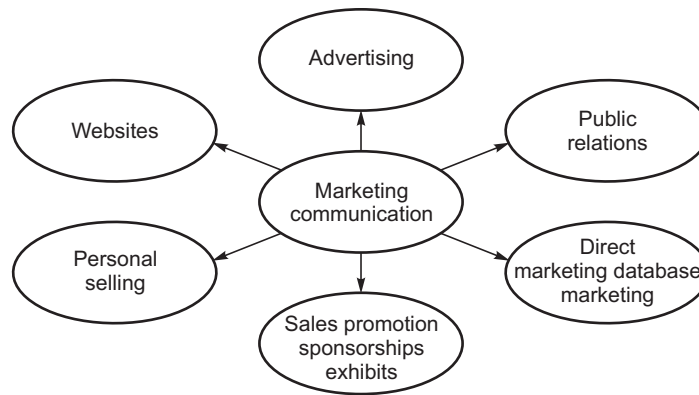 Advertising
Websites
Public
relations
Marketing
communication
Personal
selling
Direct
marketing database
marketing
Sales promotion
sponsorships
exhibits